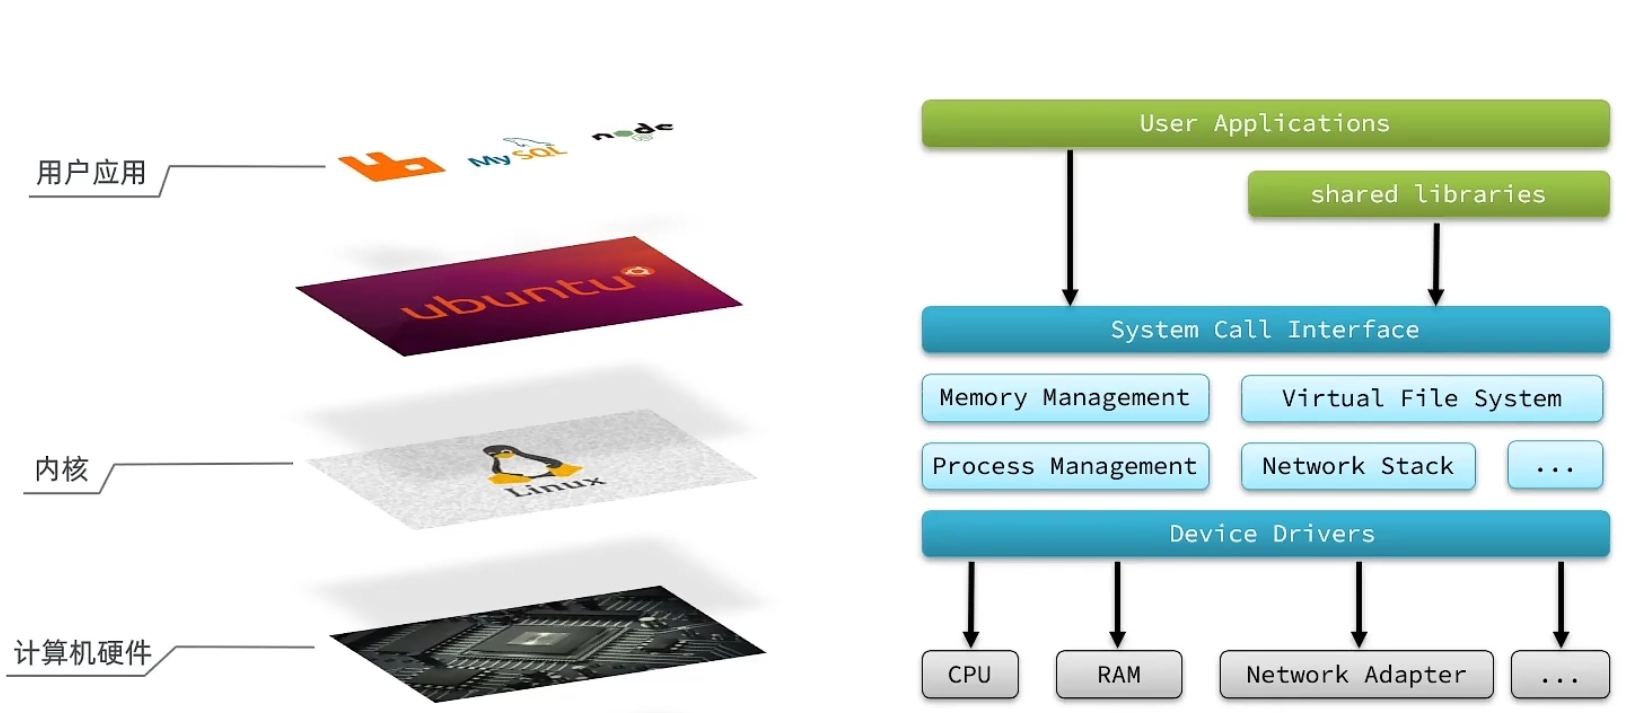 用户应用
MySQL
node
JS
ubuntu
内核
Linux
计算机硬件
User Applications
shared libraries
System Call Interface
Memory Management
Virtual File System
Process Management
Network Stack
...
Device Drivers
CPU
RAM
Network Adapter
...